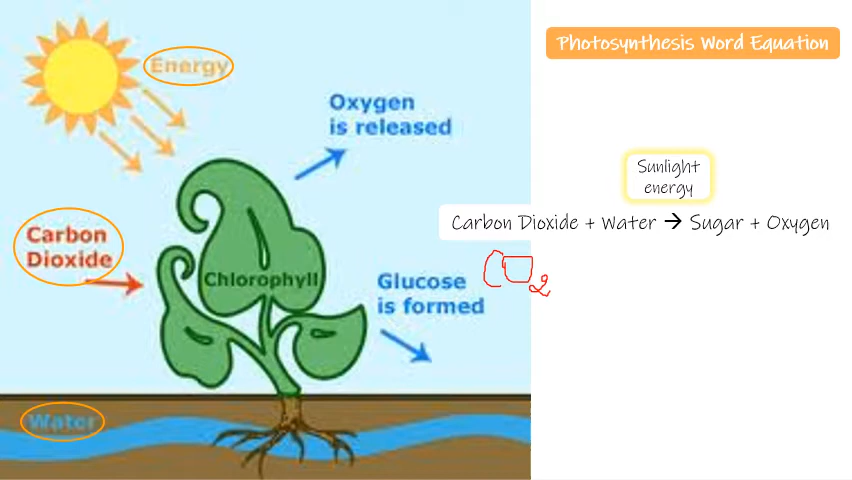 Photosynthesis Word Equation
Energy
Oxygen
is released
Sunlight
energy
Carbon Dioxide + Water → Sugar + Oxygen
Carbon
Dioxide
CO2
Chlorophyll
Glucose
is formed
Water